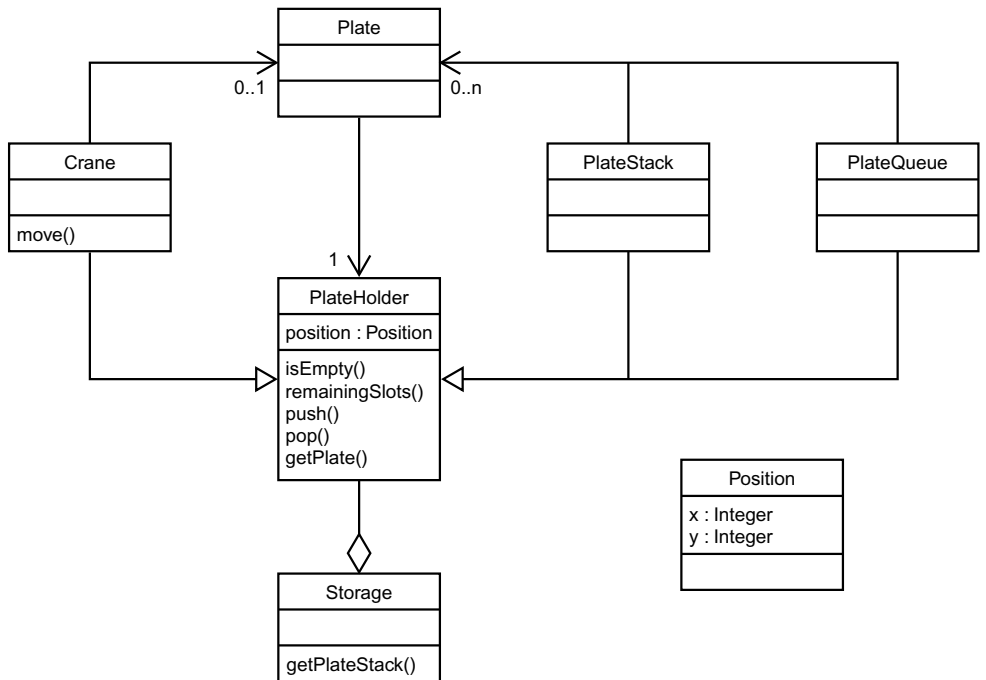 Plate
0..1
0..n
Crane
move()
PlateStack
PlateQueue
1
PlateHolder
position : Position
isEmpty()
remainingSlots()
push()
pop()
getPlate()
Position
x : Integer
y : Integer
Storage
getPlateStack()